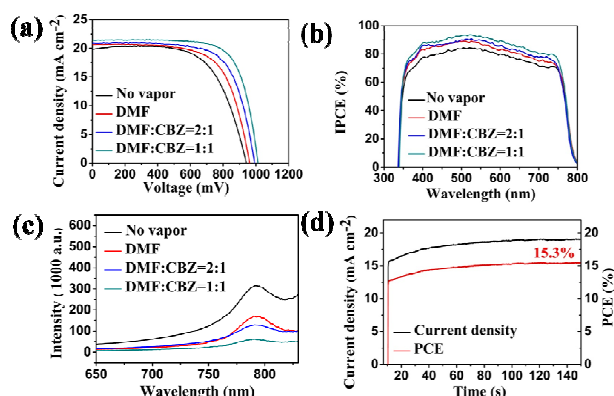 (a)
Current density (mA cm⁻²)
25
20
15
10
5
0
No vapor
DMF
DMF:CBZ=2:1
DMF:CBZ=1:1
0 200 400 600 800 1000 1200
Voltage (mV)
(b)
IPCE (%)
100
80
60
40
20
0
No vapor
DMF
DMF:CBZ=2:1
DMF:CBZ=1:1
300 400 500 600 700 800
Wavelength (nm)
(c)
Intensity ( 1000 a.u.)
600
500
400
300
200
100
0
No vapor
DMF
DMF:CBZ=2:1
DMF:CBZ=1:1
650 700 750 800
Wavelength (nm)
(d)
Current density (mA cm⁻²)
20
15
10
5
0
15.3%
Current density
PCE
20
15
10
5
0
PCE (%)
20 40 60 80 100 120 140
Time (s)